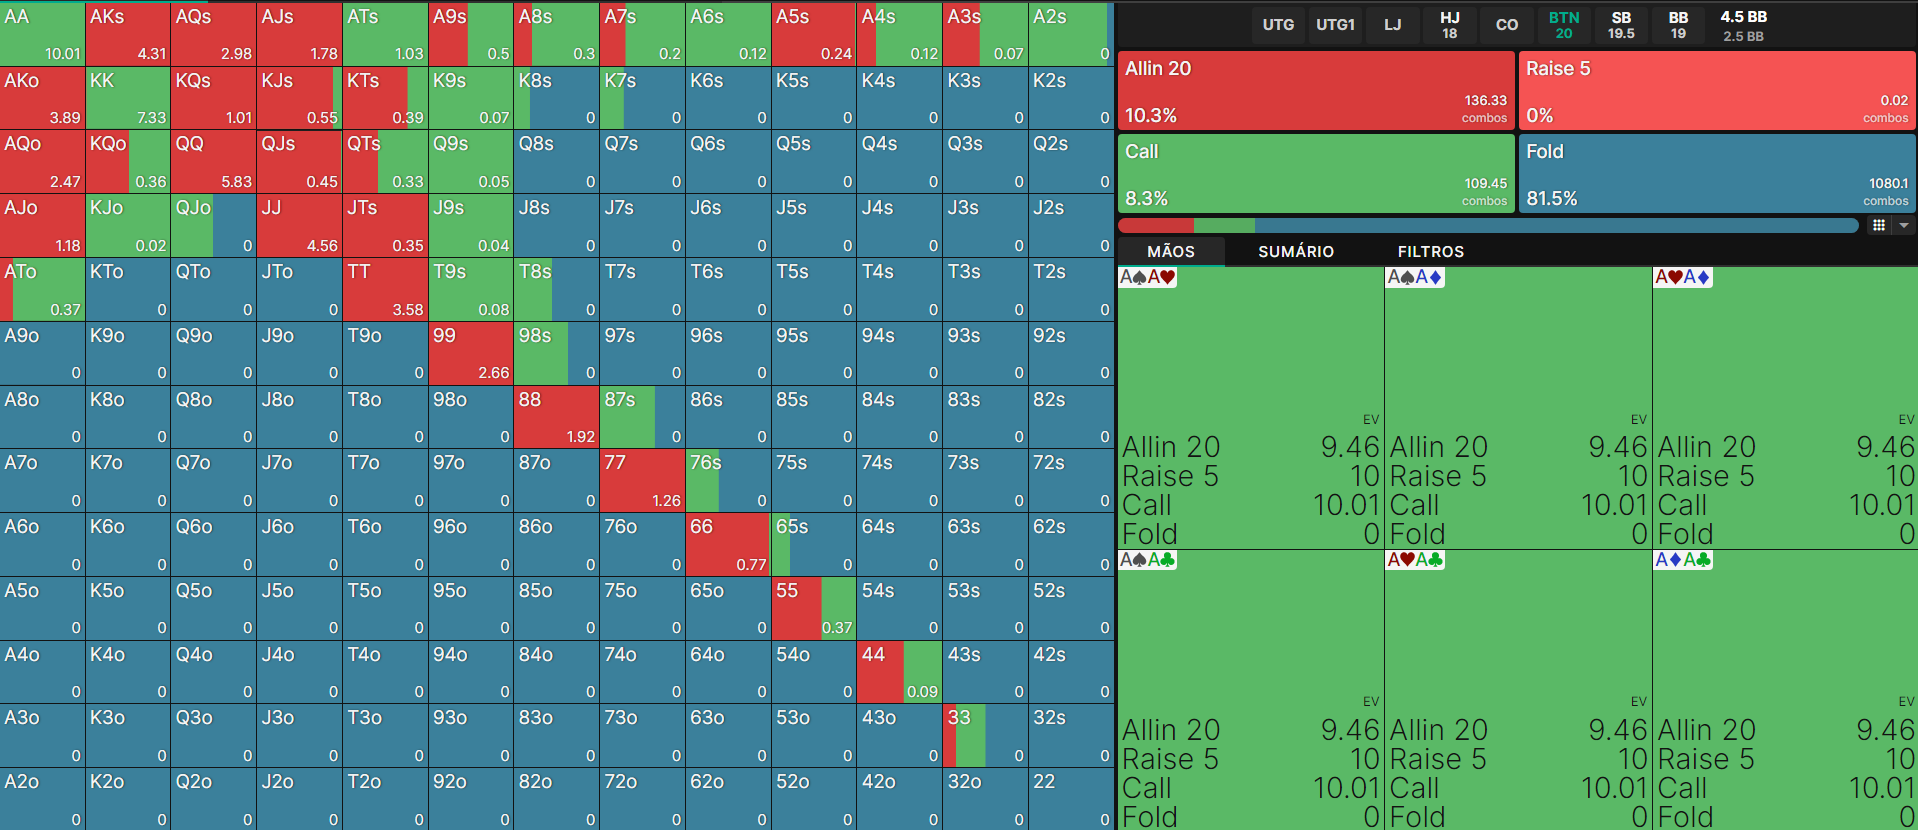 AA AKs AQs AJs ATs A9s A8s A7s A6s A5s A4s A3s A2s
10.01 4.31 2.98 1.78 1.03 0.5 0.3 0.2 0.12 0.24 0.12 0.07 0
AKo KK KQs KJs KTs K9s K8s K7s K6s K5s K4s K3s K2s
3.89 7.33 1.01 0.55 0.39 0.07 0 0 0 0 0 0 0
AQo KQo QQ QJs QTs Q9s Q8s Q7s Q6s Q5s Q4s Q3s Q2s
2.47 0.36 5.83 0.45 0.33 0.05 0 0 0 0 0 0 0
AJo KJo QJo JJ JTs J9s J8s J7s J6s J5s J4s J3s J2s
1.18 0.02 0 4.56 0.35 0.04 0 0 0 0 0 0 0
ATo KTo QTo JTo TT T9s T8s T7s T6s T5s T4s T3s T2s
0.37 0 0 0 3.58 0.08 0 0 0 0 0 0 0
A9o K9o Q9o J9o T9o 99 98s 97s 96s 95s 94s 93s 92s
0 0 0 0 0 2.66 0 0 0 0 0 0 0
A8o K8o Q8o J8o T8o 98o 88 87s 86s 85s 84s 83s 82s
0 0 0 0 0 0 1.92 0 0 0 0 0 0
A7o K7o Q7o J7o T7o 97o 87o 77 76s 75s 74s 73s 72s
0 0 0 0 0 0 0 1.26 0 0 0 0 0
A6o K6o Q6o J6o T6o 96o 86o 76o 66 65s 64s 63s 62s
0 0 0 0 0 0 0 0 0.77 0 0 0 0
A5o K5o Q5o J5o T5o 95o 85o 75o 65o 55 54s 53s 52s
0 0 0 0 0 0 0 0 0 0.37 0 0 0
A4o K4o Q4o J4o T4o 94o 84o 74o 64o 54o 44 43s 42s
0 0 0 0 0 0 0 0 0 0 0.09 0 0
A3o K3o Q3o J3o T3o 93o 83o 73o 63o 53o 43o 33 32s
0 0 0 0 0 0 0 0 0 0 0 0 0
A2o K2o Q2o J2o T2o 92o 82o 72o 62o 52o 42o 32o 22
0 0 0 0 0 0 0 0 0 0 0 0 0
UTG UTG1 LJ HJ CO BTN SB BB 4.5 BB
18 20 19.5 19 2.5 BB
Allin 20
136.33
10.3% combos
Raise 5
0.02
0% combos
Call
109.45
8.3% combos
Fold
1080.1
81.5% combos
MÃOS SUMÁRIO FILTROS
A♠A♥ A♠A♦ A♥A♦
EV EV EV
Allin 20 9.46 Allin 20 9.46 Allin 20 9.46
Raise 5 10 Raise 5 10 Raise 5 10
Call 10.01 Call 10.01 Call 10.01
Fold 0 Fold 0 Fold 0
A♠A♣ A♥A♣ A♦A♣
EV EV EV
Allin 20 9.46 Allin 20 9.46 Allin 20 9.46
Raise 5 10 Raise 5 10 Raise 5 10
Call 10.01 Call 10.01 Call 10.01
Fold 0 Fold 0 Fold 0